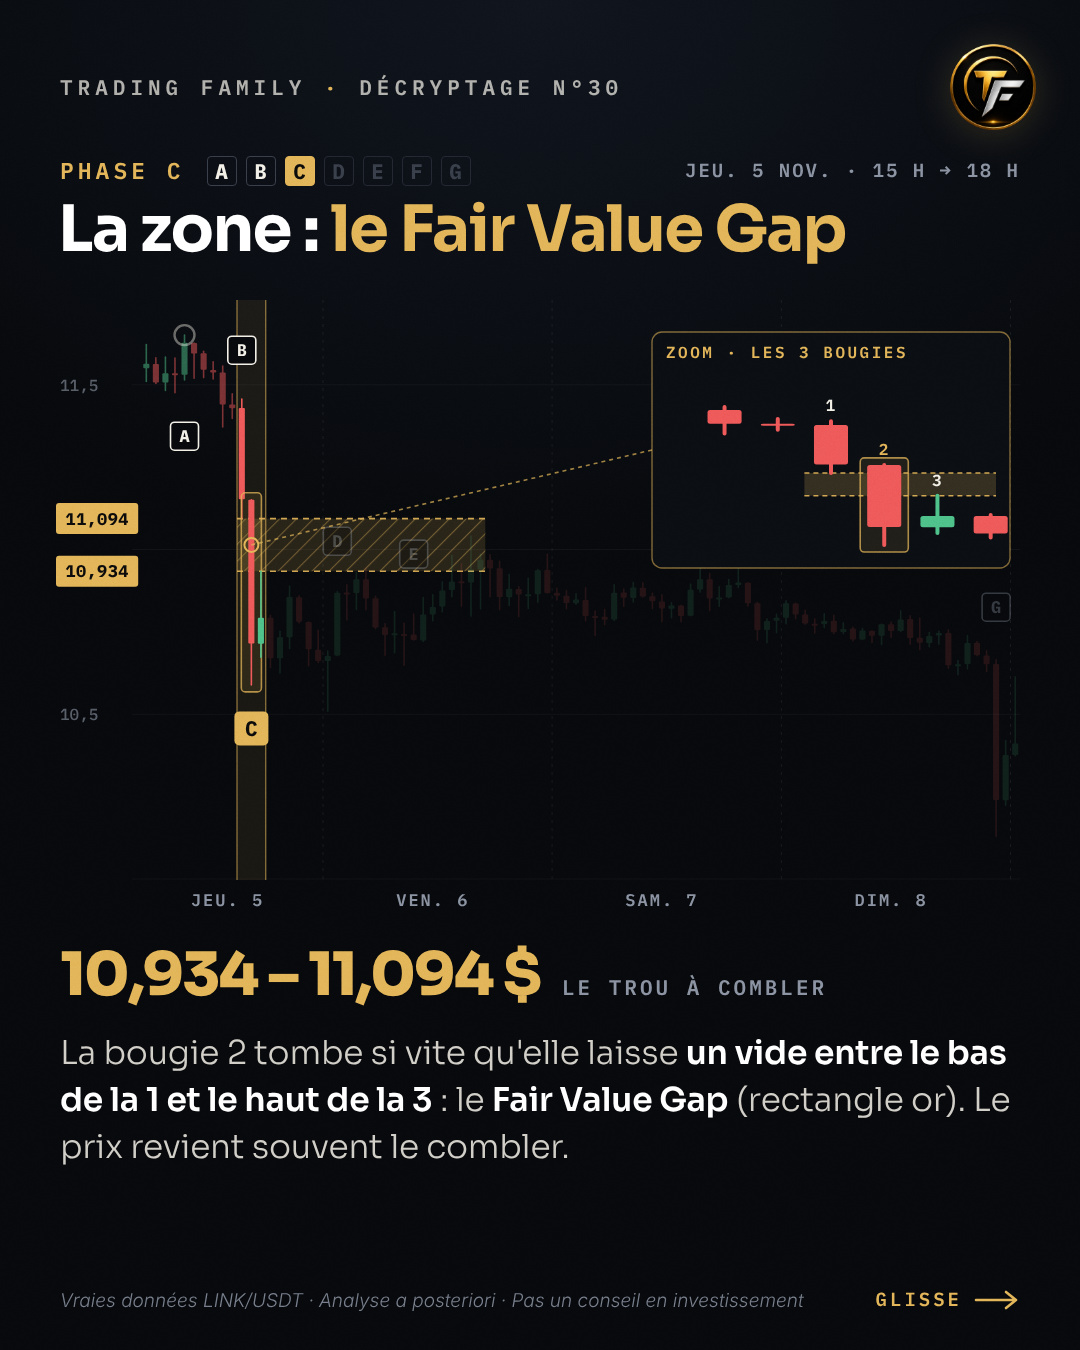 TRADING FAMILY · DÉCRYPTAGE N°30
TF
PHASE C A B C D E F G
JEU. 5 NOV. · 15 H → 18 H
La zone : le Fair Value Gap
B
A
11,5
11,094
10,934
10,5
D
E
C
G
ZOOM · LES 3 BOUGIES
1
2
3
JEU. 5 VEN. 6 SAM. 7 DIM. 8
10,934 – 11,094 $ LE TROU À COMBLER
La bougie 2 tombe si vite qu'elle laisse un vide entre le bas
de la 1 et le haut de la 3 : le Fair Value Gap (rectangle or). Le
prix revient souvent le combler.
Vraies données LINK/USDT · Analyse a posteriori · Pas un conseil en investissement
GLISSE →